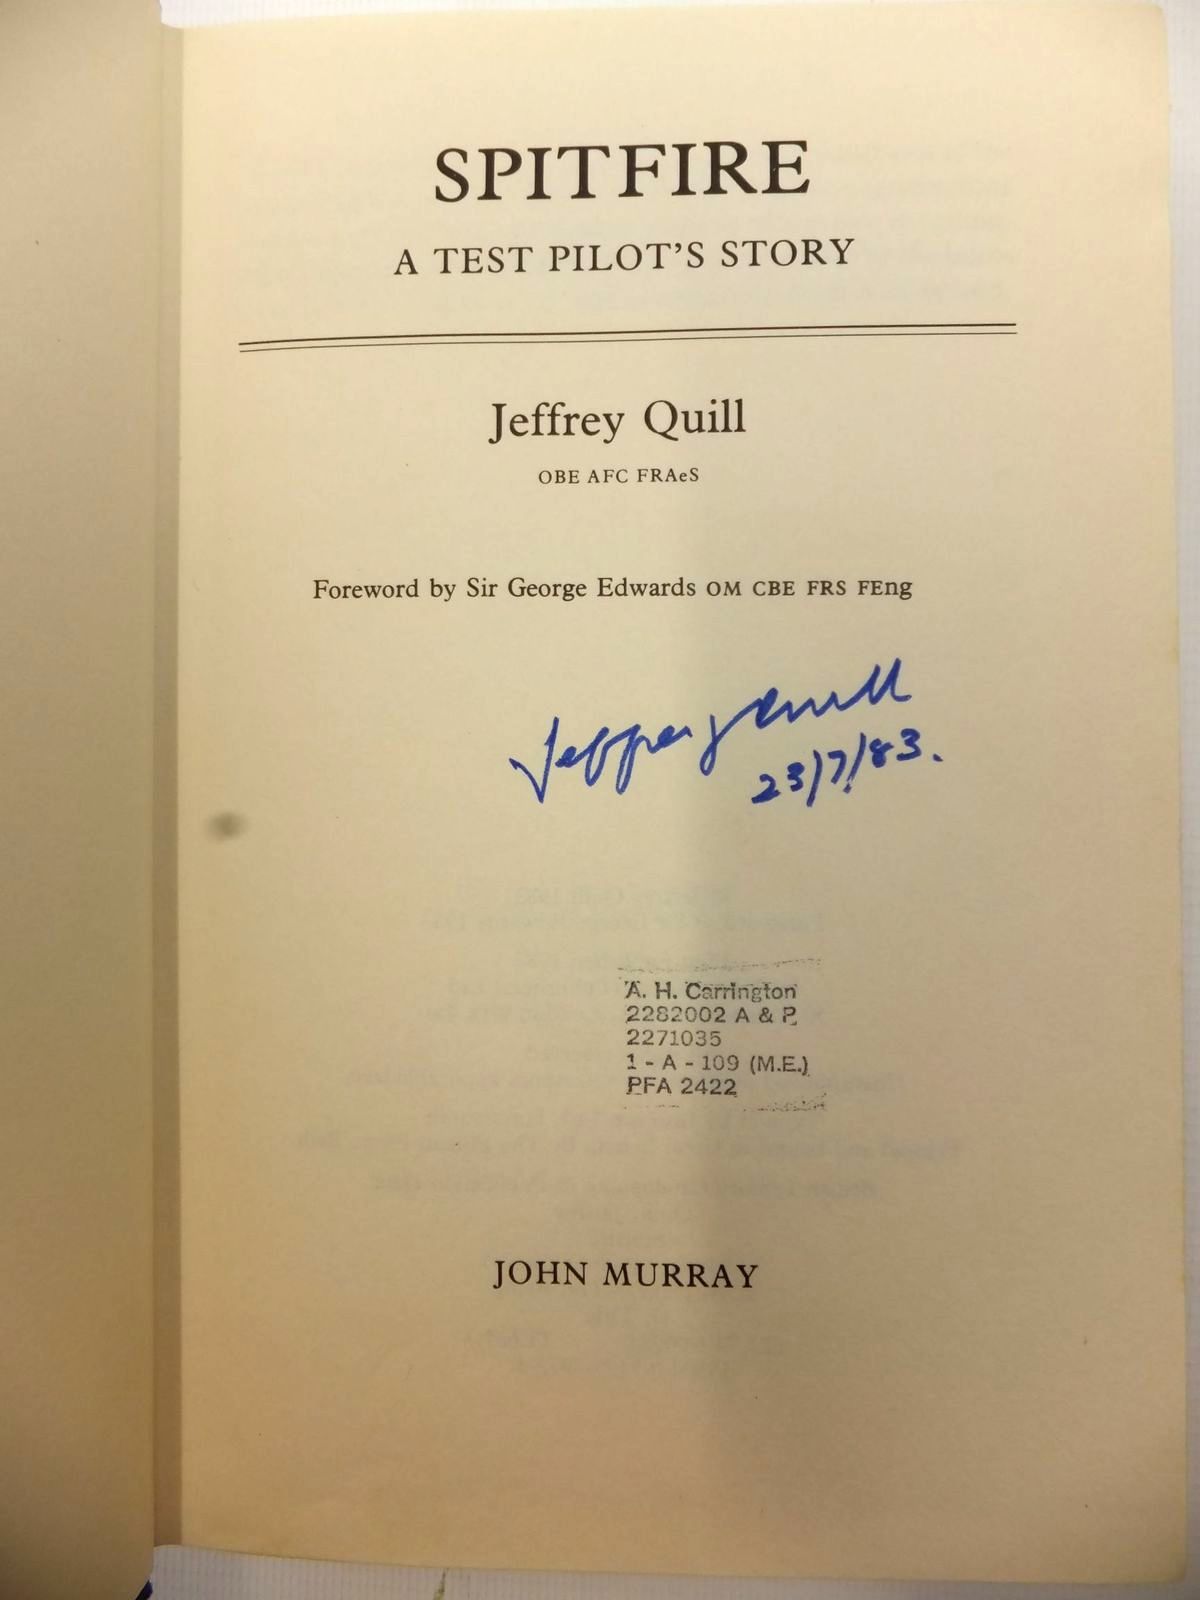 SPITFIRE
A TEST PILOT'S STORY
Jeffrey Quill
OBE AFC FRAeS
Foreword by Sir George Edwards OM CBE FRS FEng
Jeffrey Quill
23/7/83.
A. H. Carrington
2282002 A & P.
2271035
1 - A - 109 (M.E.)
PFA 2422
JOHN MURRAY